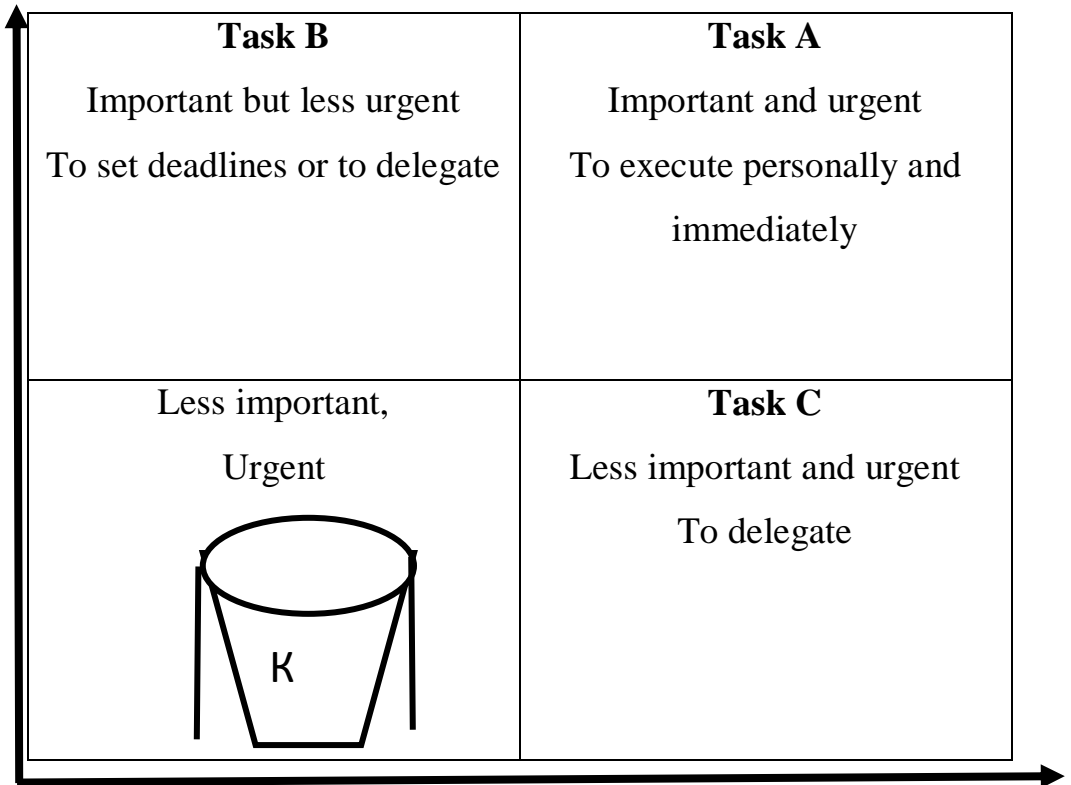 Task B
Important but less urgent
To set deadlines or to delegate
Task A
Important and urgent
To execute personally and
immediately
Less important,
Urgent
К
Task C
Less important and urgent
To delegate